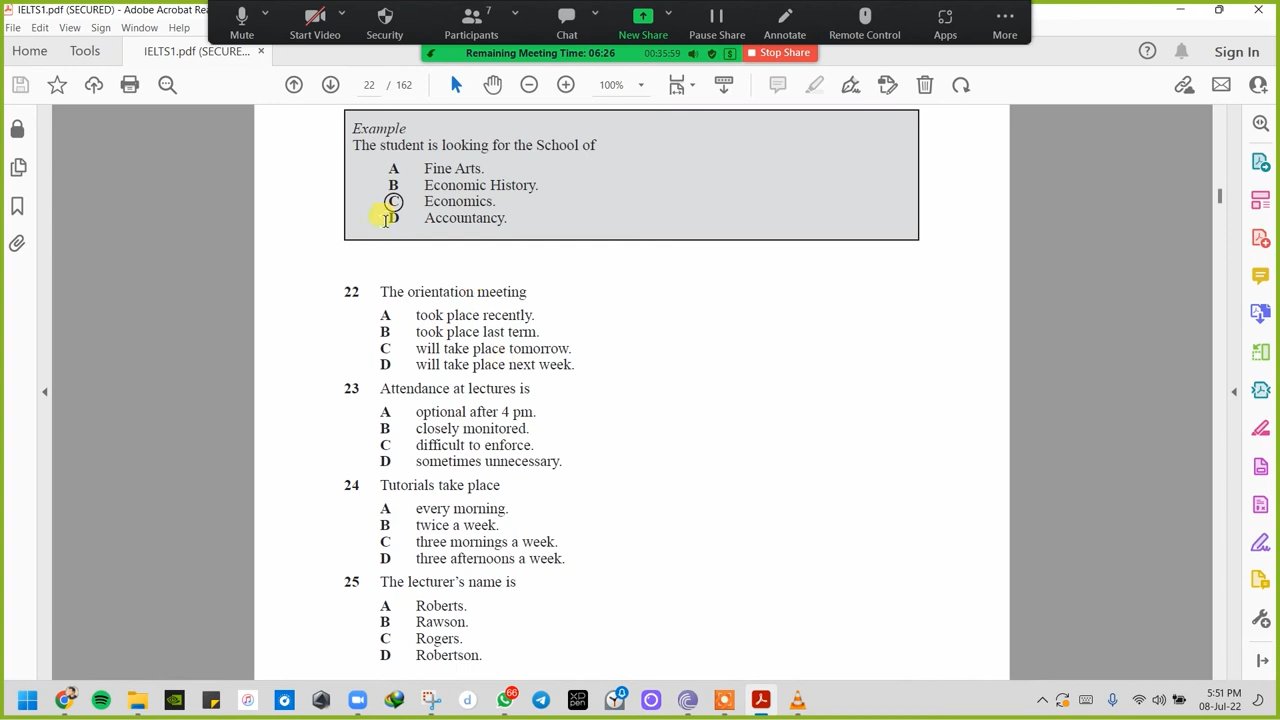 IELTS1.pdf (SECURED) - Adobe Acrobat Rea
File Edit View Sign Window Help
Mute Start Video Security Participants 7 Chat New Share Pause Share Annotate Remote Control Apps More
Remaining Meeting Time: 06:26 00:35:59 Stop Share
Home Tools IELTS1.pdf (SECURE... × Sign In
22 / 162 100%
Example
The student is looking for the School of
A Fine Arts.
B Economic History.
C Economics.
D Accountancy.
22 The orientation meeting
A took place recently.
B took place last term.
C will take place tomorrow.
D will take place next week.
23 Attendance at lectures is
A optional after 4 pm.
B closely monitored.
C difficult to enforce.
D sometimes unnecessary.
24 Tutorials take place
A every morning.
B twice a week.
C three mornings a week.
D three afternoons a week.
25 The lecturer's name is
A Roberts.
B Rawson.
C Rogers.
D Robertson.
66
0
5:51 PM
08-Jul-22